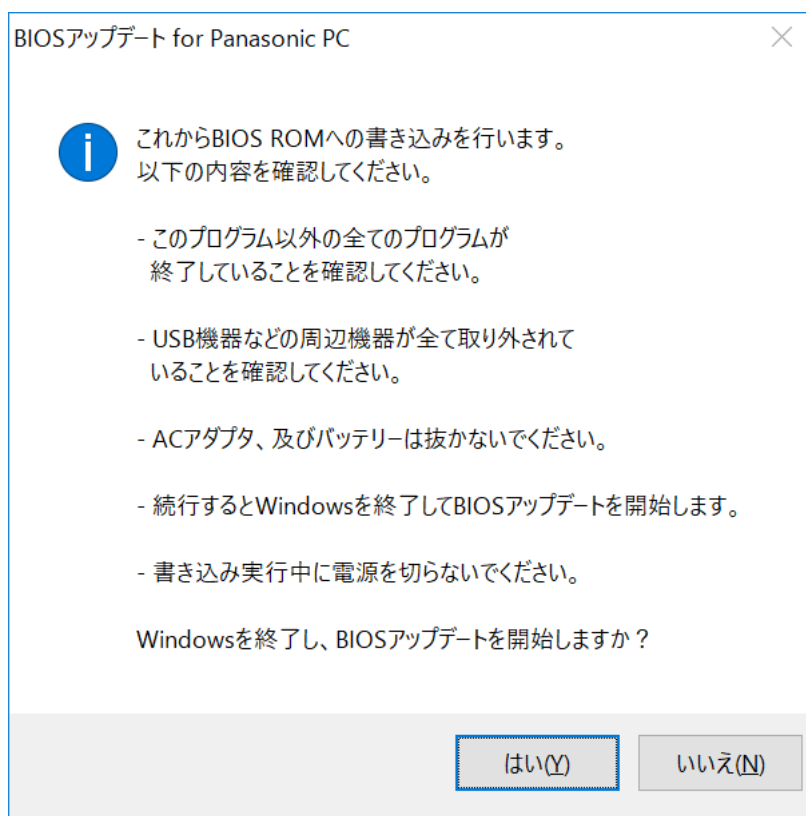 BIOSアップデート for Panasonic PC
これからBIOS ROMへの書き込みを行います。
以下の内容を確認してください。
- このプログラム以外の全てのプログラムが
終了していることを確認してください。
- USB機器などの周辺機器が全て取り外されて
いることを確認してください。
- ACアダプタ、及びバッテリーは抜かないでください。
- 続行するとWindowsを終了してBIOSアップデートを開始します。
- 書き込み実行中に電源を切らないでください。
Windowsを終了し、BIOSアップデートを開始しますか？
はい(Y)
いいえ(N)